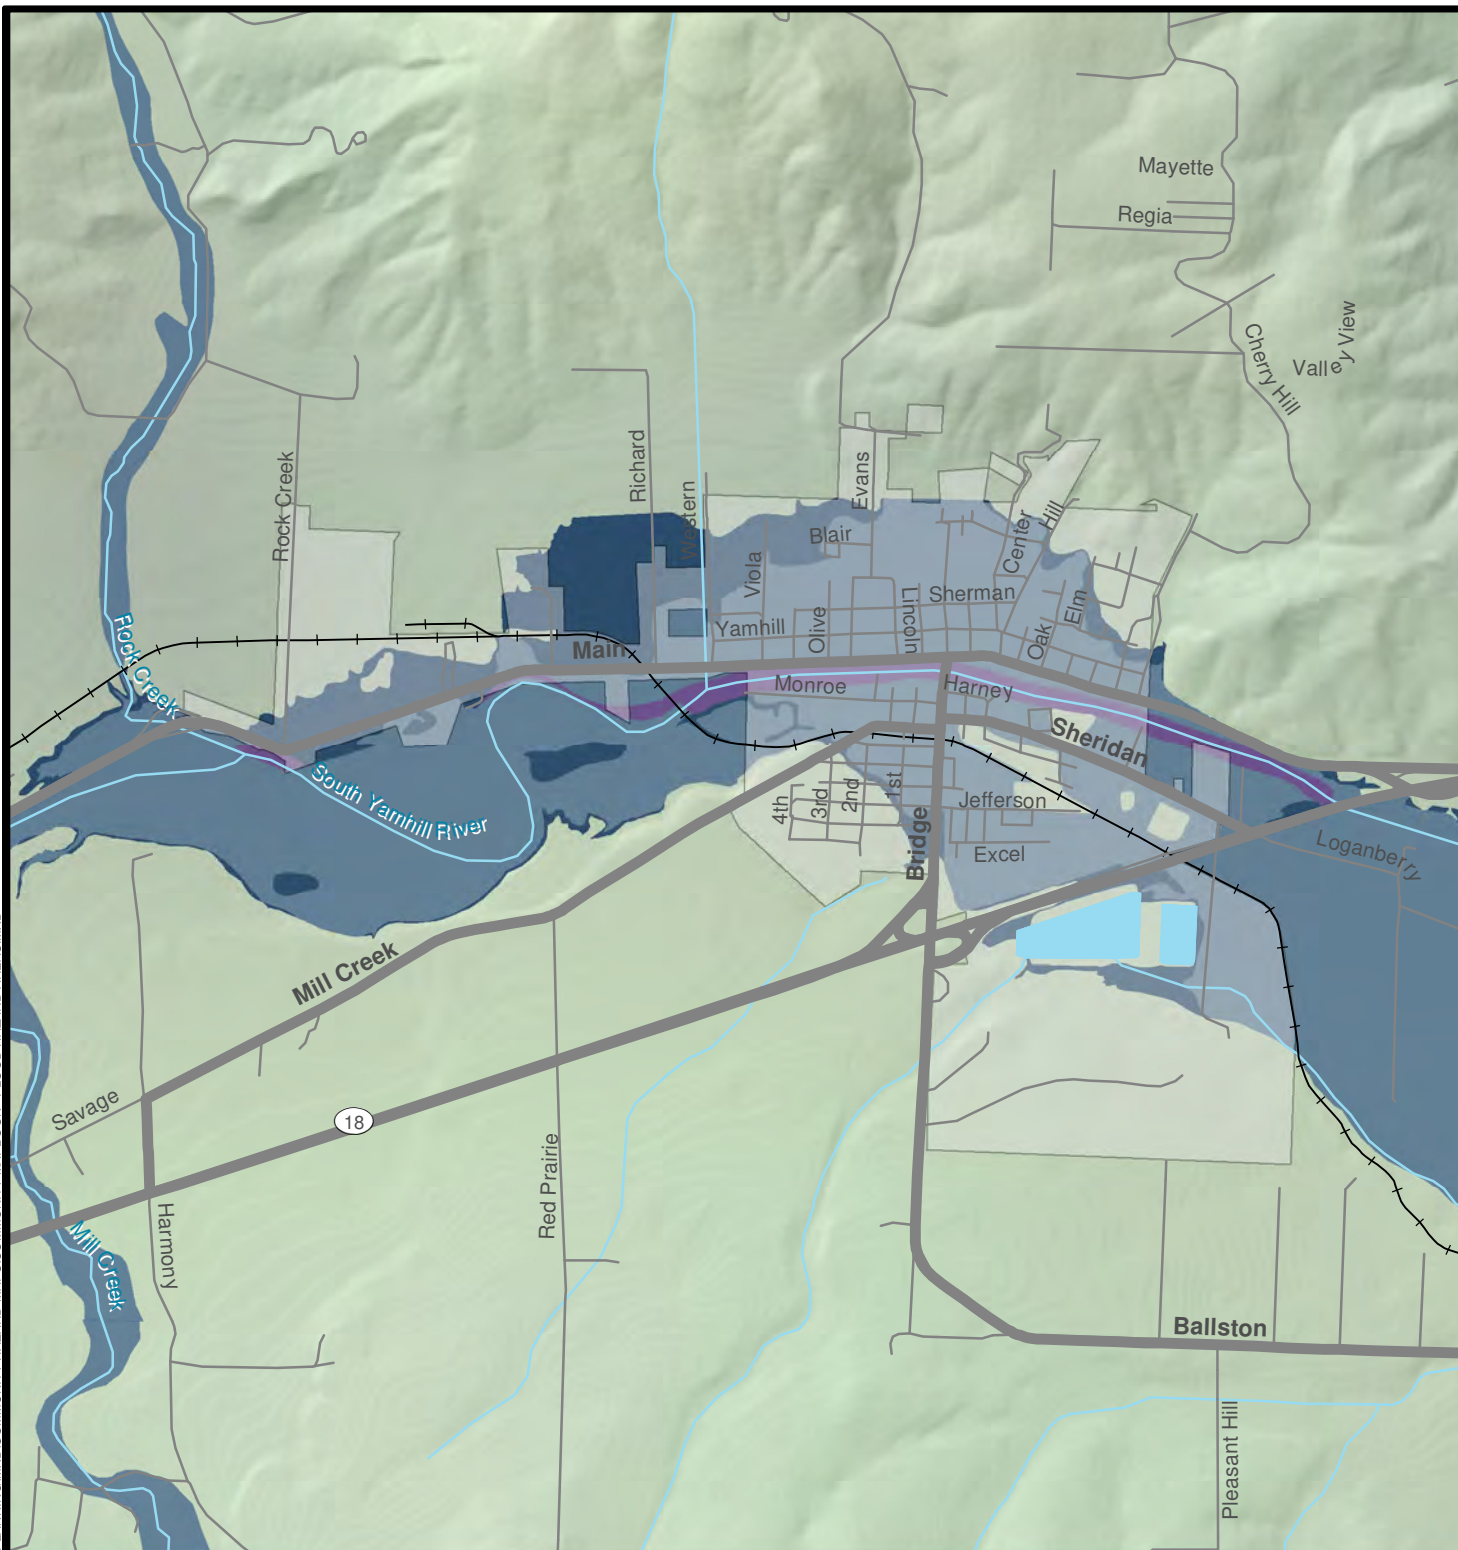 Mayette
Regia
Cherry Hill
Valley View
Rock Creek
Richard
Western
Evans
Blair
Center
Hill
Viola
Lincoln
Sherman
Elm
Olive
Yamhill
Oak
Main
Rock Creek
Monroe
Harney
Sheridan
South Yamhill River
4th
3rd
2nd
1st
Jefferson
Bridge
Excel
Loganberry
Mill Creek
Savage
18
Red Prairie
Harmony
Mill Creek
Ballston
Pleasant Hill